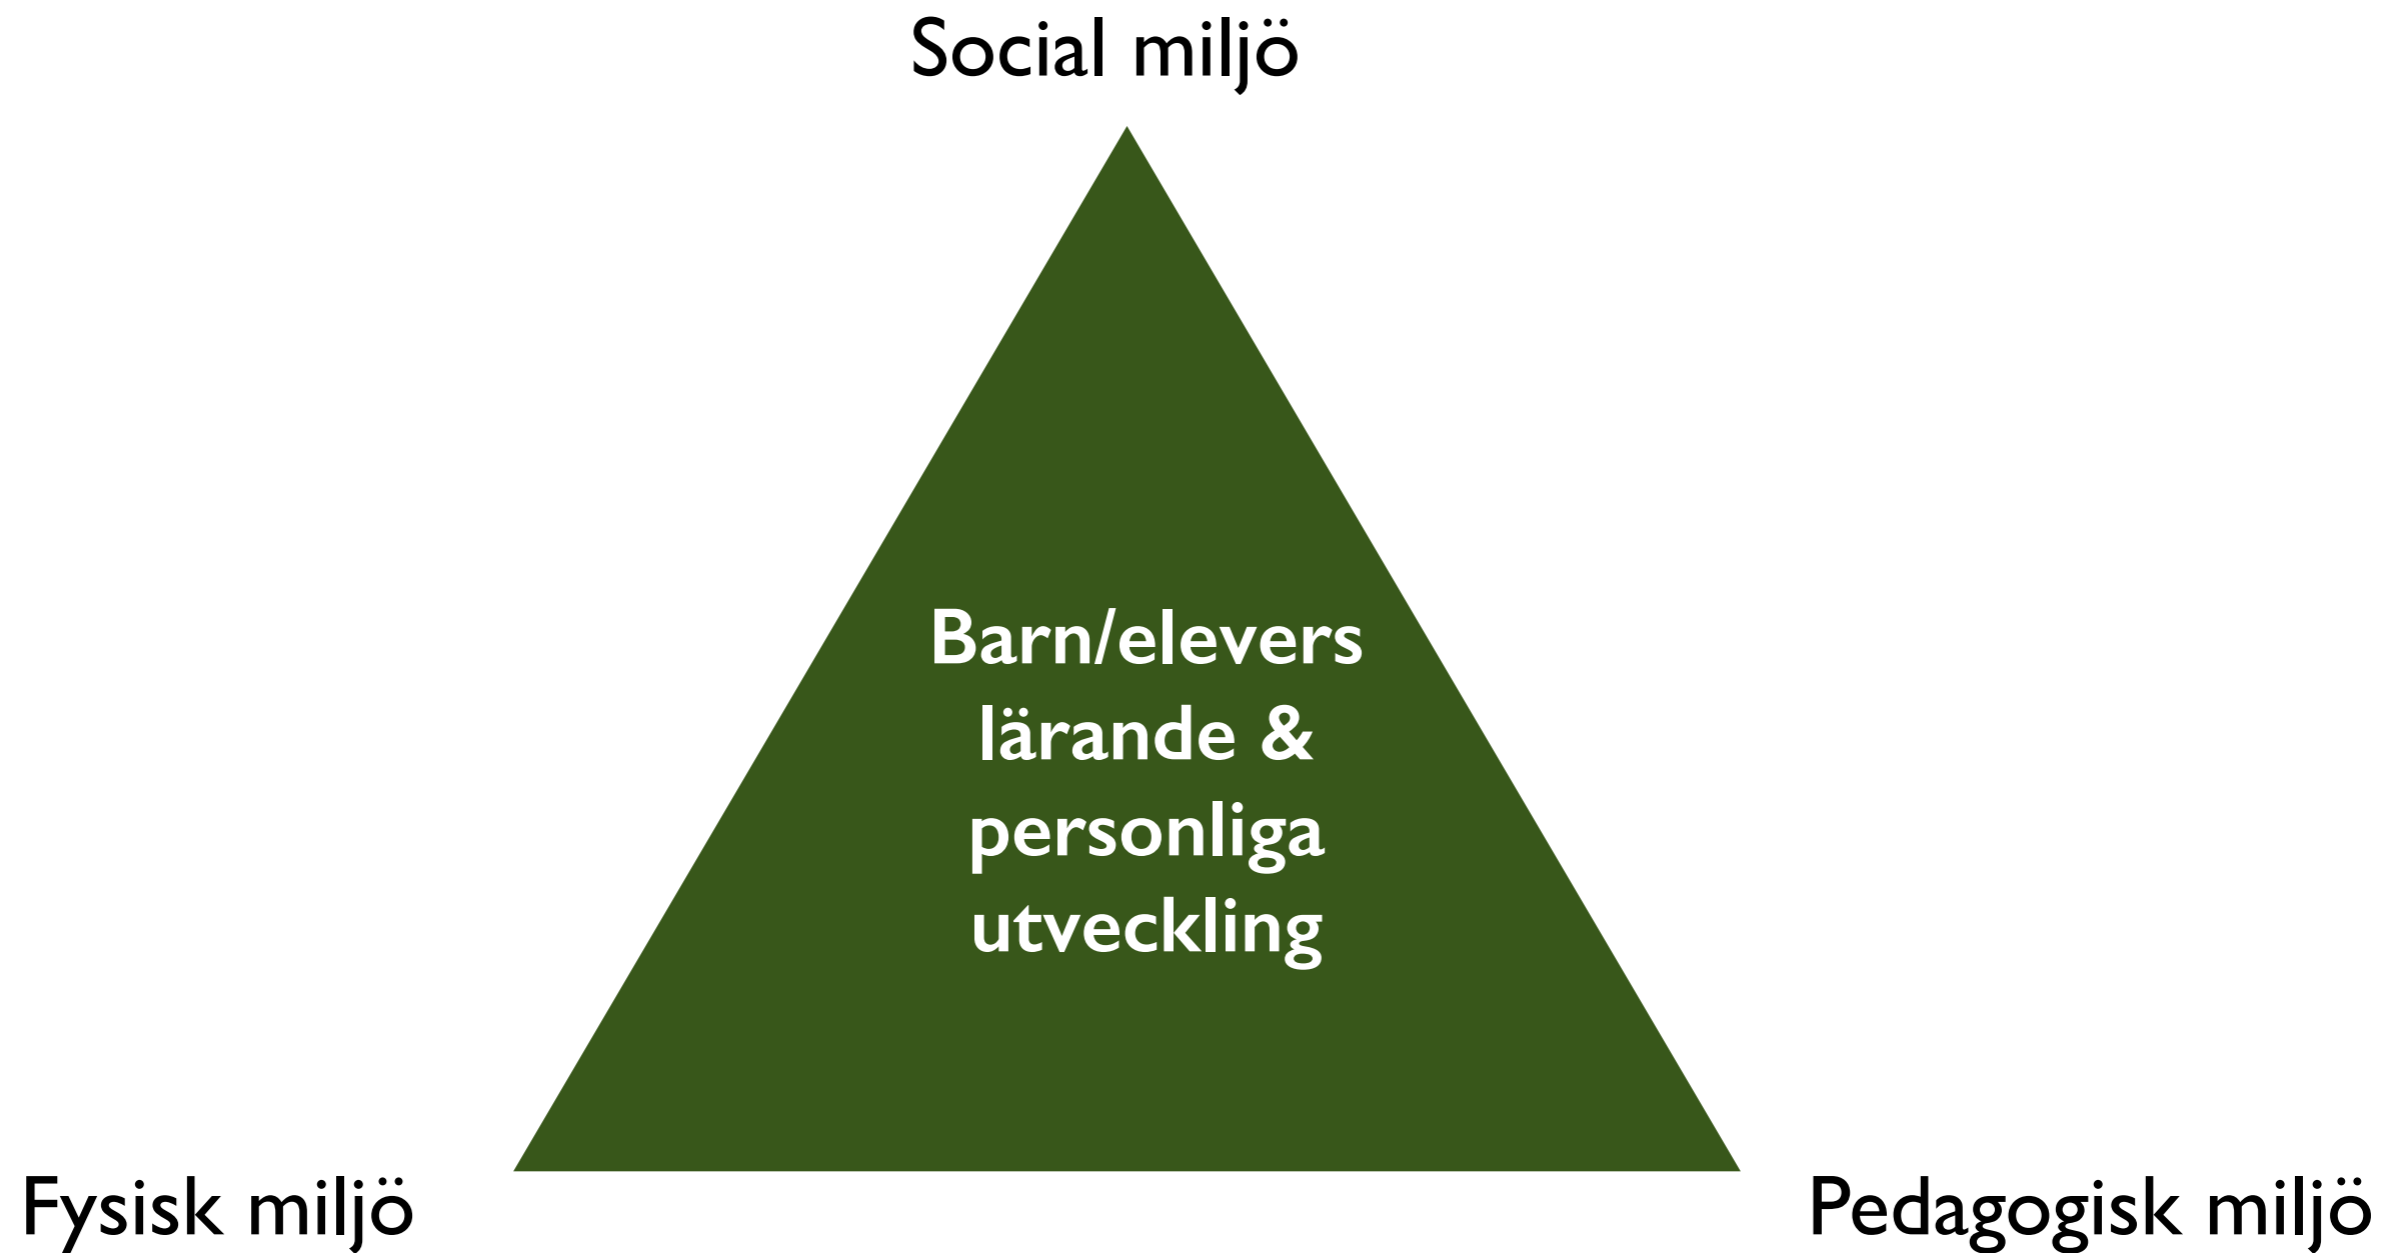 Social miljö
Barn/elevers
lärande &
personliga
utveckling
Fysisk miljö
Pedagogisk miljö